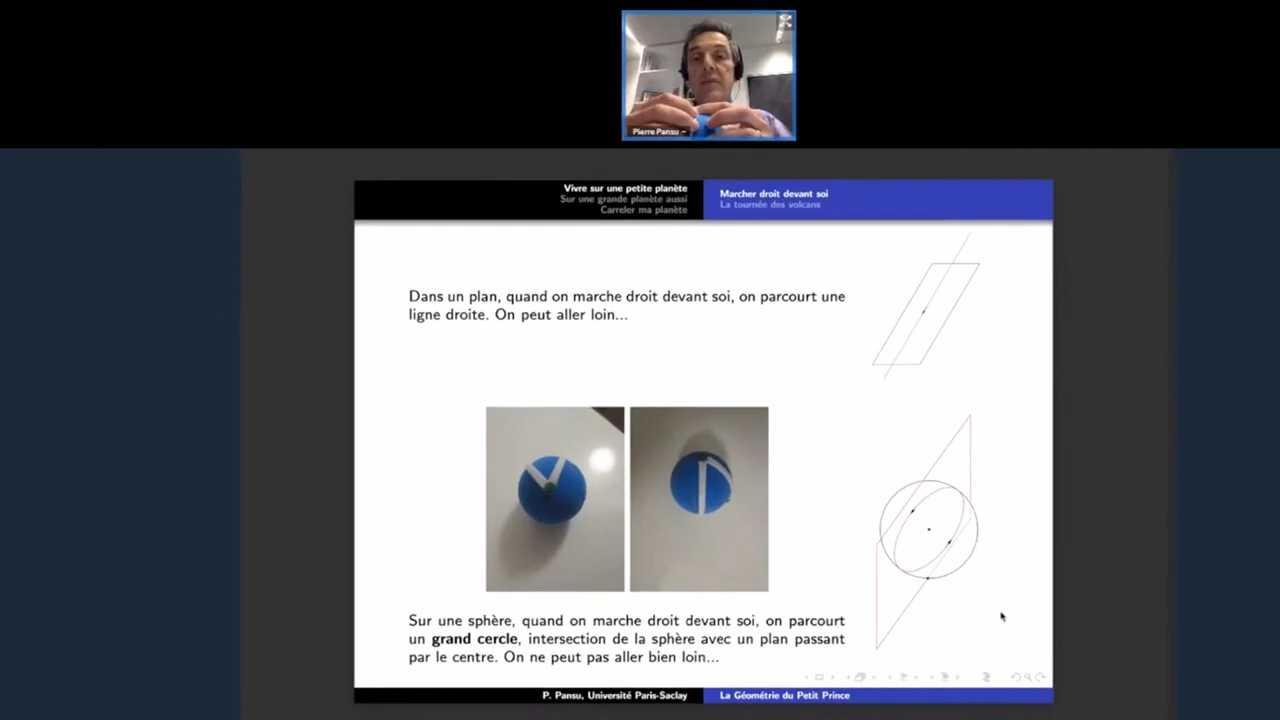 Pierre Pansu
Vivre sur une petite planète
Sur une grande planète aussi
Carreler ma planète
Marcher droit devant soi
La tournée des volcans
Dans un plan, quand on marche droit devant soi, on parcourt une
ligne droite. On peut aller loin...
Sur une sphère, quand on marche droit devant soi, on parcourt
un grand cercle, intersection de la sphère avec un plan passant
par le centre. On ne peut pas aller bien loin...
P. Pansu, Université Paris-Saclay
La Géométrie du Petit Prince